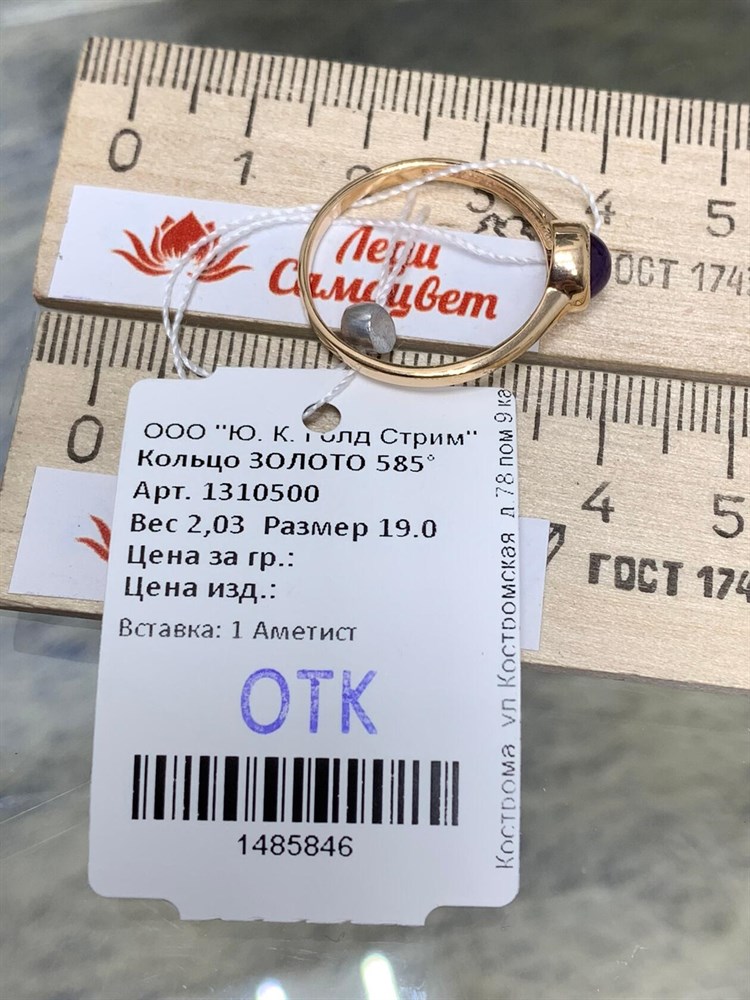 0 1 2 3 4 5
Леди
Самоцвет
ГОСТ 174
0 4 5
ГОСТ 174
ООО "Ю. К. Голд Стрим"
Кольцо ЗОЛОТО 585°
Арт. 1310500
Вес 2,03 Размер 19.0
Цена за гр.:
Цена изд.:
Вставка: 1 Аметист
ОТК
1485846
Кострома ул Костромская д 78 пом 9 ка